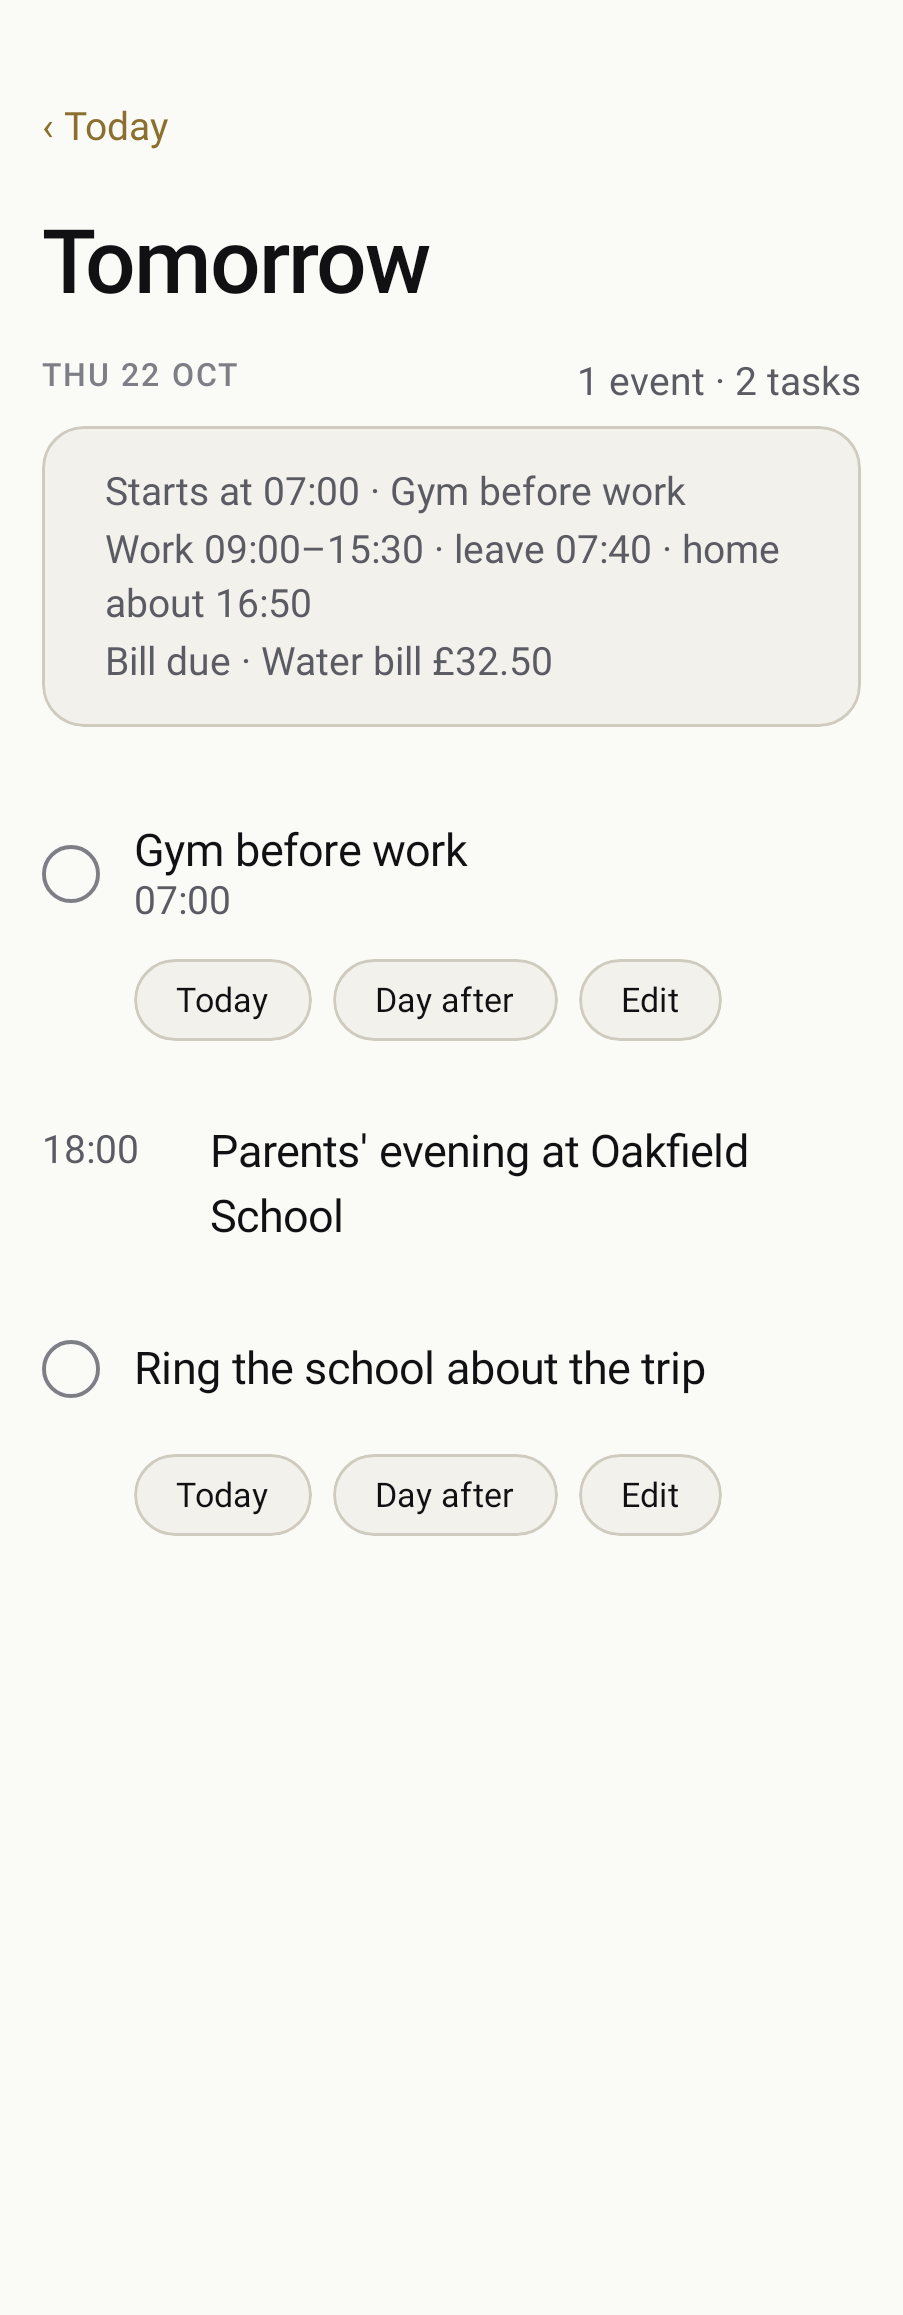 ‹ Today
Tomorrow
THU 22 OCT
1 event · 2 tasks
Starts at 07:00 · Gym before work
Work 09:00–15:30 · leave 07:40 · home
about 16:50
Bill due · Water bill £32.50
Gym before work
07:00
Today Day after Edit
18:00 Parents' evening at Oakfield
School
Ring the school about the trip
Today Day after Edit